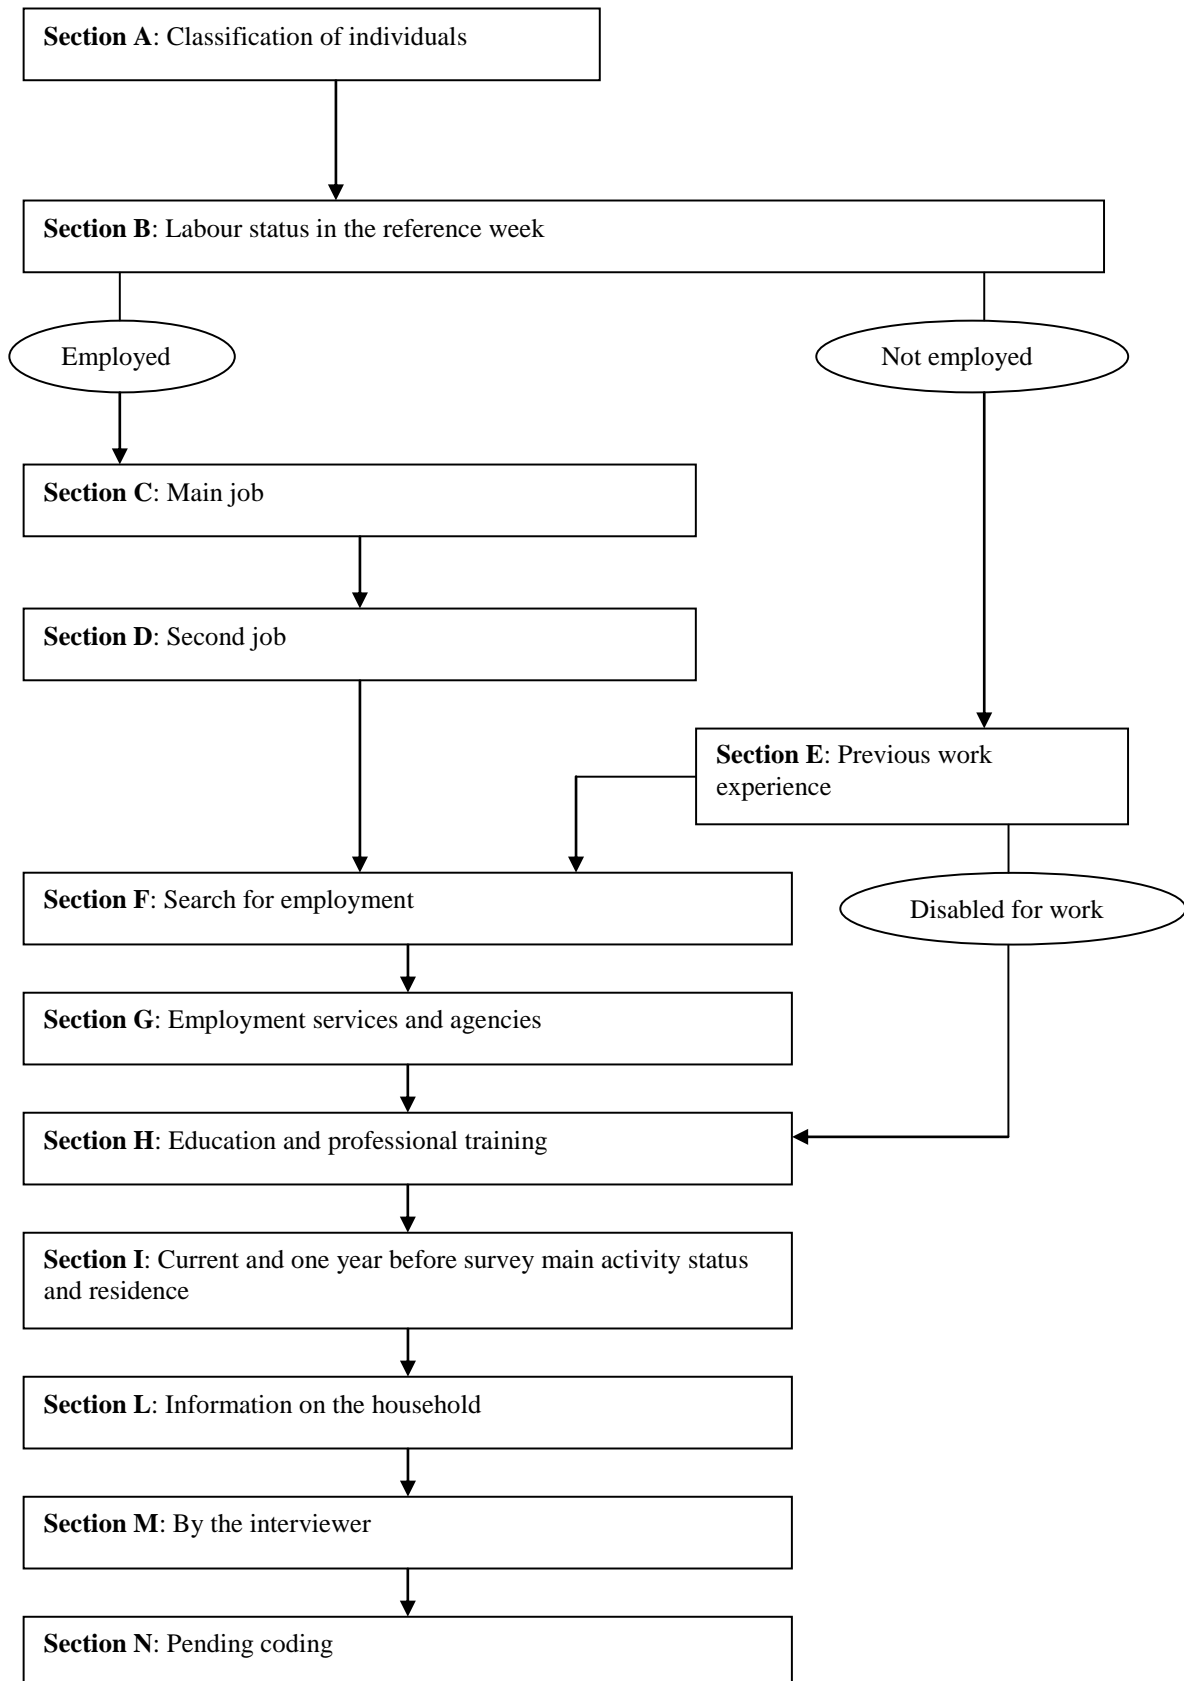 Section A: Classification of individuals
Section B: Labour status in the reference week
Employed
Not employed
Section C: Main job
Section D: Second job
Section E: Previous work
experience
Section F: Search for employment
Disabled for work
Section G: Employment services and agencies
Section H: Education and professional training
Section I: Current and one year before survey main activity status
and residence
Section L: Information on the household
Section M: By the interviewer
Section N: Pending coding